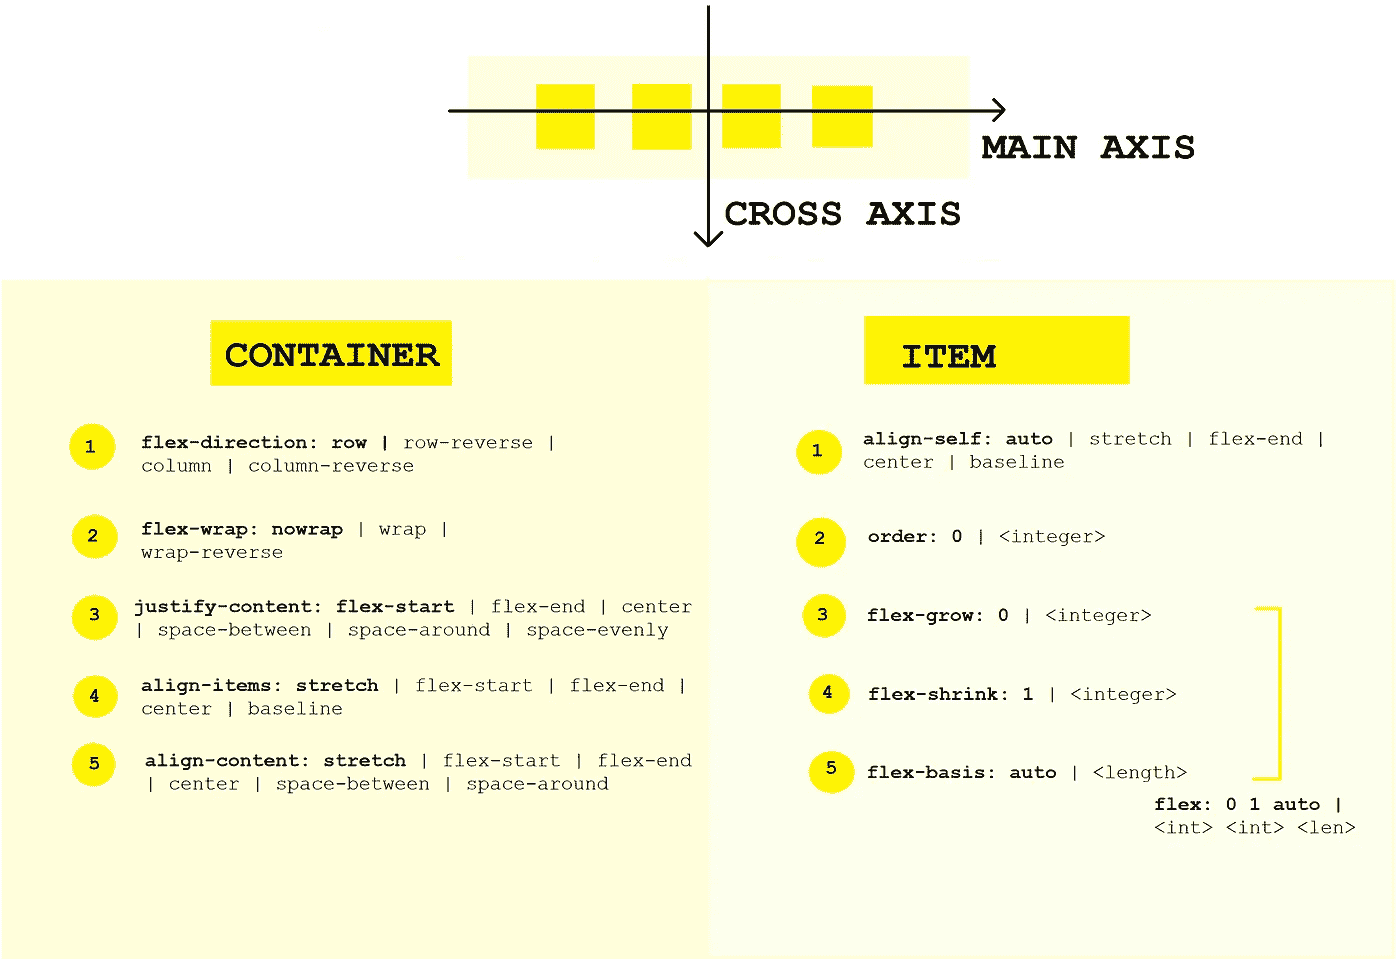 MAIN AXIS
CROSS AXIS
CONTAINER
1
flex-direction: row | row-reverse |
column | column-reverse
2
flex-wrap: nowrap | wrap |
wrap-reverse
3
justify-content: flex-start | flex-end | center
| space-between | space-around | space-evenly
4
align-items: stretch | flex-start | flex-end |
center | baseline
5
align-content: stretch | flex-start | flex-end
| center | space-between | space-around
ITEM
1
align-self: auto | stretch | flex-end |
center | baseline
2
order: 0 | <integer>
3
flex-grow: 0 | <integer>
4
flex-shrink: 1 | <integer>
5
flex-basis: auto | <length>
flex: 0 1 auto |
<int> <int> <len>